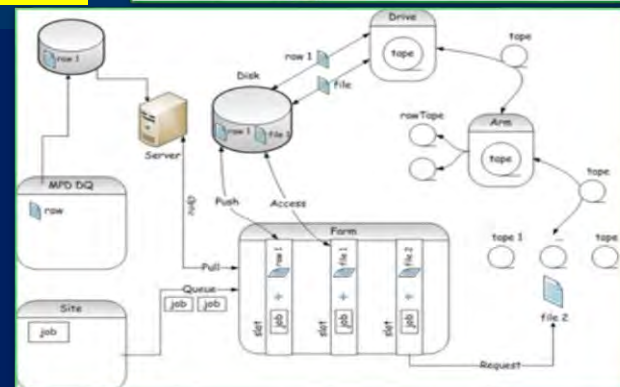 Drive
tape
tape
row 1
file
Disk
row 1
row 1
file 1
Server
rawTape
Arm
tape
tape
MPD DQ
raw
Push
Access
Farm
tape 1
...
tape
Pull
Queue
job
job
slot
job
+
row 1
slot
job
+
file 1
slot
job
+
file 2
file 2
Site
job
Request